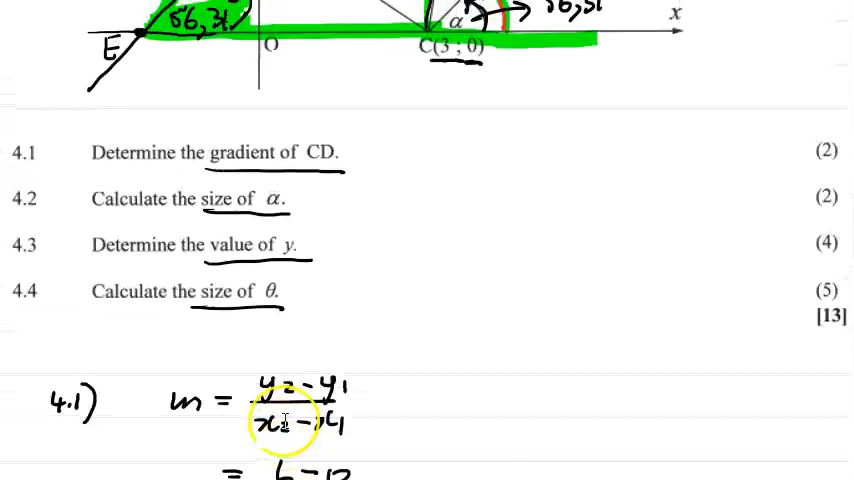 56,31 α 56,31 x
E O C(3 ; 0)
4.1 Determine the gradient of CD. (2)
4.2 Calculate the size of α. (2)
4.3 Determine the value of y. (4)
4.4 Calculate the size of θ. (5)
[13]
4.1) m = y2 - y1
x2 - x1
=